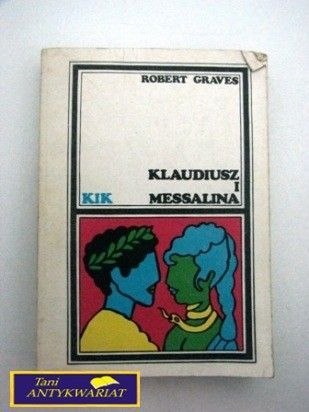 ROBERT GRAVES
KLAUDIUSZ
I
KIK MESSALINA
Tani
ANTYKWARIAT